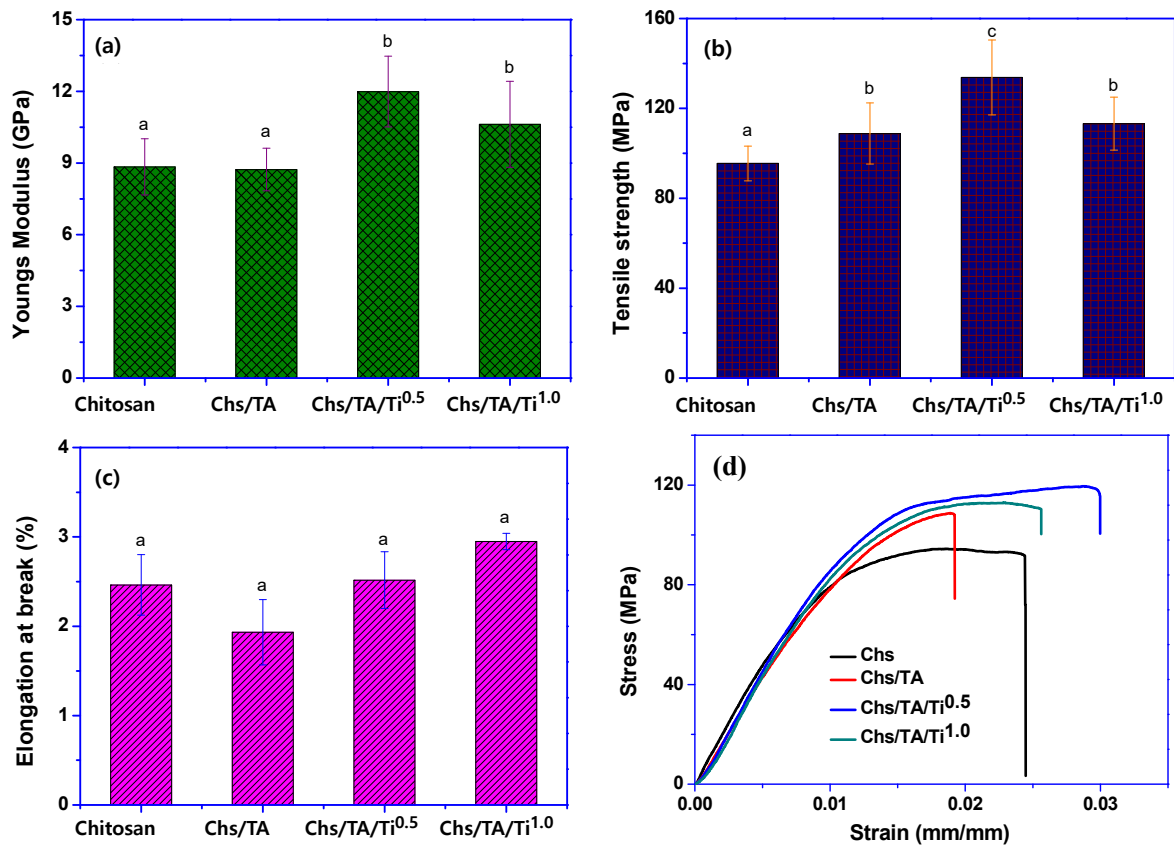 (a)
Youngs Modulus (GPa)
15
12
9
6
3
0
a
a
b
b
Chitosan Chs/TA Chs/TA/Ti0.5 Chs/TA/Ti1.0
(b)
Tensile strength (MPa)
160
120
80
40
0
a
b
c
b
Chitosan Chs/TA Chs/TA/Ti0.5 Chs/TA/Ti1.0
(c)
Elongation at break (%)
4
3
2
1
0
a
a
a
a
Chitosan Chs/TA Chs/TA/Ti0.5 Chs/TA/Ti1.0
(d)
Stress (MPa)
120
80
40
0
Chs
Chs/TA
Chs/TA/Ti0.5
Chs/TA/Ti1.0
0.00 0.01 0.02 0.03
Strain (mm/mm)